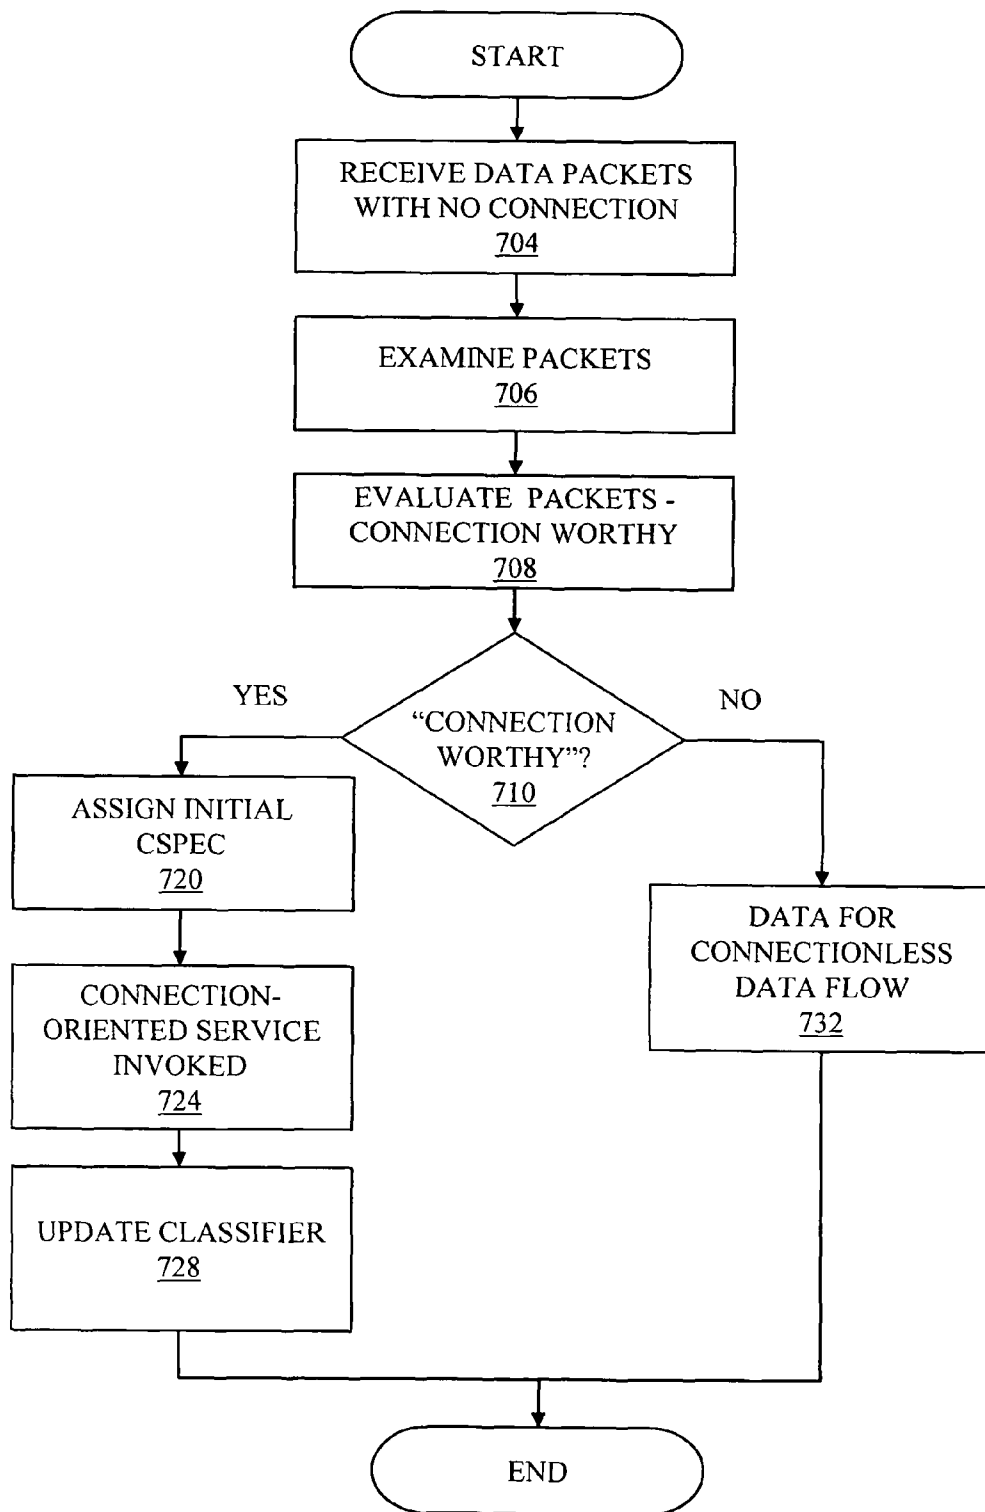 START
RECEIVE DATA PACKETS
WITH NO CONNECTION
704
EXAMINE PACKETS
706
EVALUATE PACKETS -
CONNECTION WORTHY
708
YES
NO
“CONNECTION
WORTHY”?
710
ASSIGN INITIAL
CSPEC
720
CONNECTION-
ORIENTED SERVICE
INVOKED
724
UPDATE CLASSIFIER
728
DATA FOR
CONNECTIONLESS
DATA FLOW
732
END